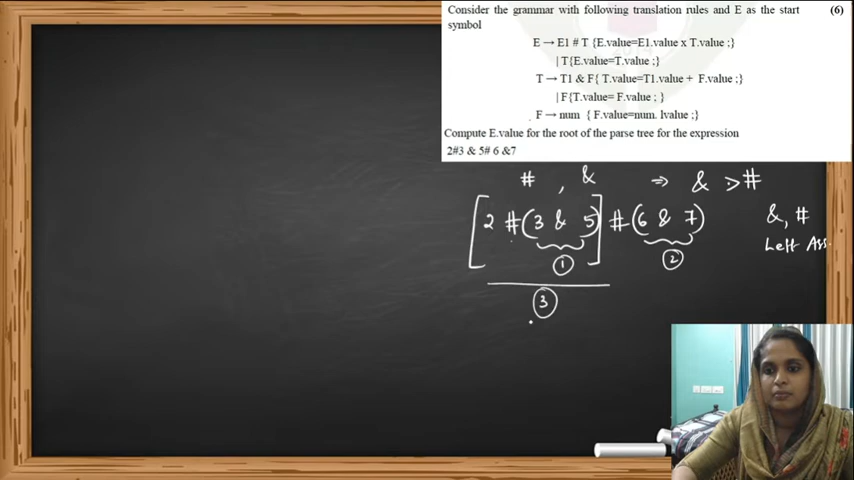 Consider the grammar with following translation rules and E as the start (6)
symbol
E → E1 # T {E.value=E1.value x T.value ;}
| T{E.value=T.value ;}
T → T1 & F{ T.value=T1.value + F.value ;}
| F{T.value= F.value ; }
F → num { F.value=num. lvalue ;}
Compute E.value for the root of the parse tree for the expression
2#3 & 5# 6 &7
# , & ⇒ & > #
[2 # (3 & 5)] # (6 & 7) &, #
Left Ass.
1 2
3